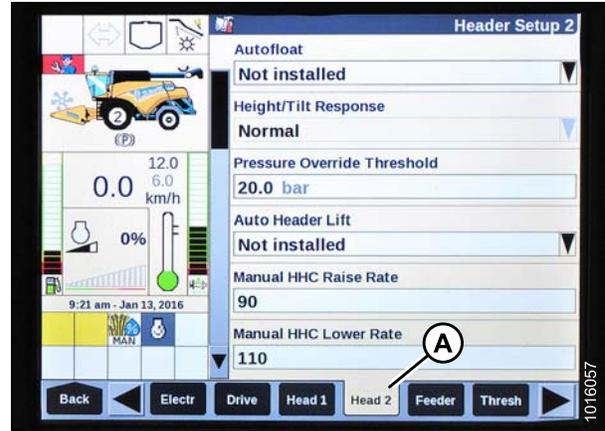 Header Setup 2
Autofloat
Not installed
Height/Tilt Response
Normal
Pressure Override Threshold
20.0 bar
Auto Header Lift
Not installed
Manual HHC Raise Rate
90
Manual HHC Lower Rate
110
2
(P)
0.0
12.0
6.0
km/h
0%
9:21 am - Jan 13, 2016
MAN
A
Back
Electr
Drive
Head 1
Head 2
Feeder
Thresh
1016057